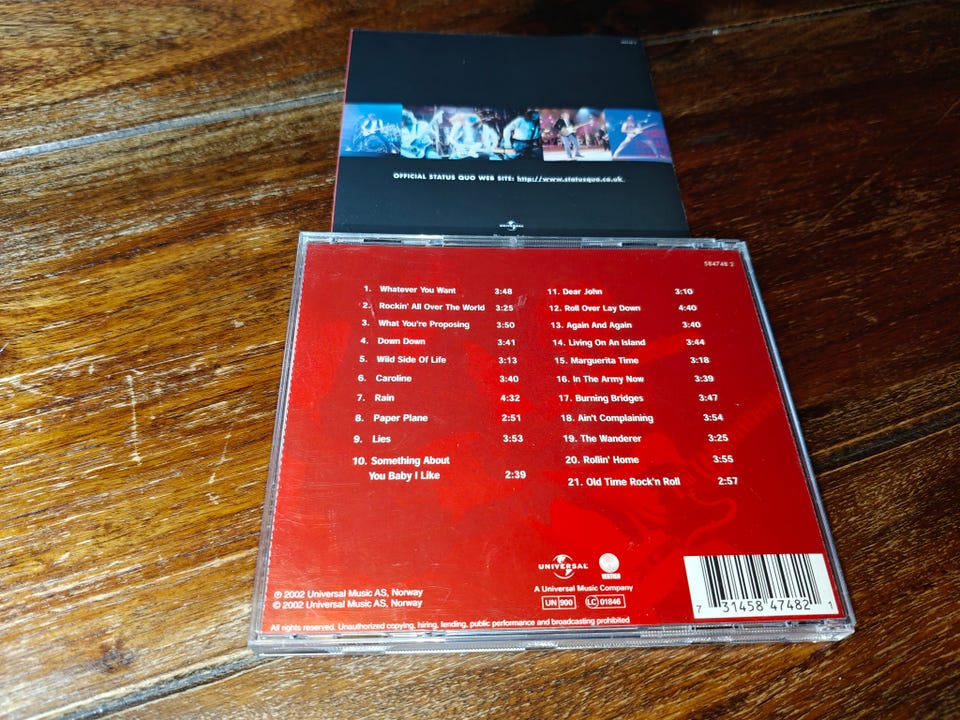 OFFICIAL STATUS QUO WEB SITE: http://www.statusquo.co.uk
UNIVERSAL
584748 2
1. Whatever You Want 3:48
2. Rockin' All Over The World 3:25
3. What You're Proposing 3:50
4. Down Down 3:41
5. Wild Side Of Life 3:13
6. Caroline 3:40
7. Rain 4:32
8. Paper Plane 2:51
9. Lies 3:53
10. Something About
You Baby I Like 2:39
11. Dear John 3:10
12. Roll Over Lay Down 4:40
13. Again And Again 3:40
14. Living On An Island 3:44
15. Marguerita Time 3:18
16. In The Army Now 3:39
17. Burning Bridges 3:47
18. Ain't Complaining 3:54
19. The Wanderer 3:25
20. Rollin' Home 3:55
21. Old Time Rock'n Roll 2:57
UNIVERSAL
A Universal Music Company
UN 900 LC 01846
℗ 2002 Universal Music AS, Norway
© 2002 Universal Music AS, Norway
All rights reserved. Unauthorized copying, hiring, lending, public performance and broadcasting prohibited
7 31458 47482 1